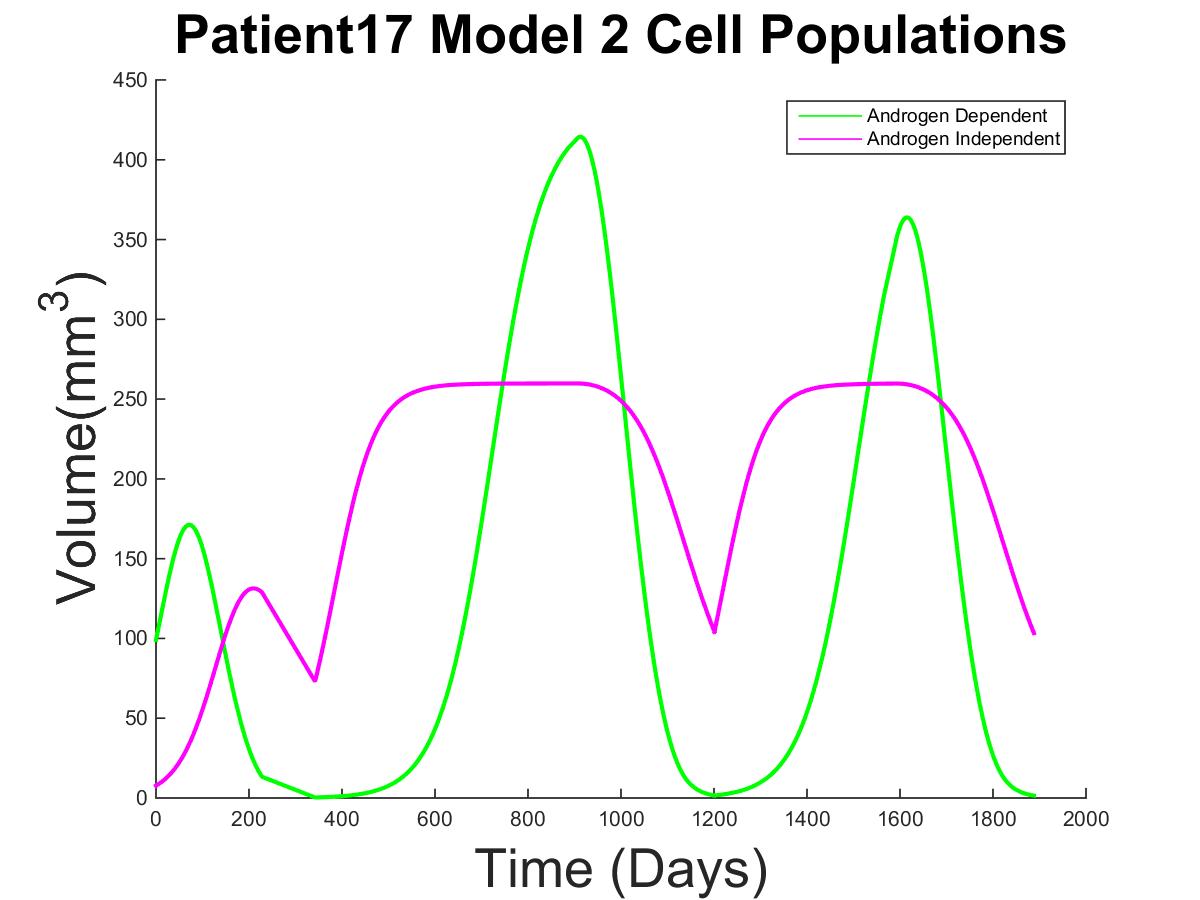 Patient17 Model 2 Cell Populations
450
400
350
300
250
200
150
100
50
0
Volume(mm³)
Androgen Dependent
Androgen Independent
0 200 400 600 800 1000 1200 1400 1600 1800 2000
Time (Days)